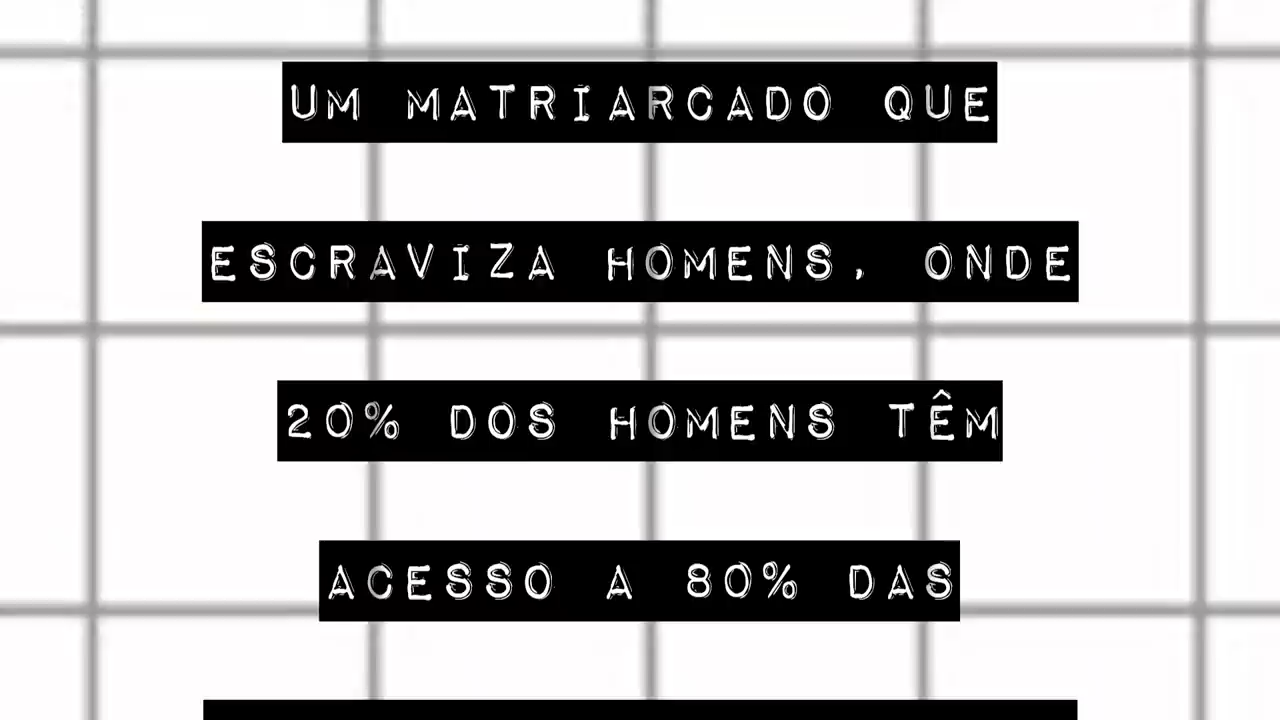 UM MATRIARCADO QUE
ESCRAVIZA HOMENS, ONDE
20% DOS HOMENS TÊM
ACESSO A 80% DAS